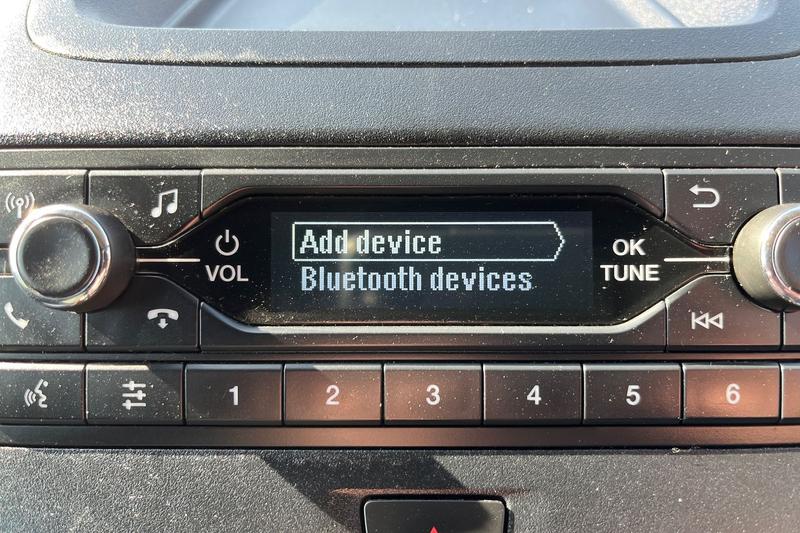 VOL
Add device
Bluetooth devices
OK
TUNE
1 2 3 4 5 6